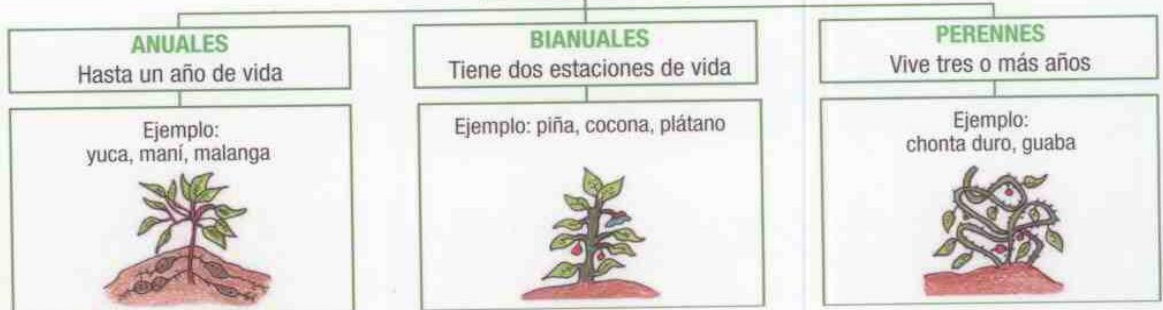 ANUALES
Hasta un año de vida
Ejemplo:
yuca, maní, malanga
BIANUALES
Tiene dos estaciones de vida
Ejemplo: piña, cocona, plátano
PERENNES
Vive tres o más años
Ejemplo:
chonta duro, guaba